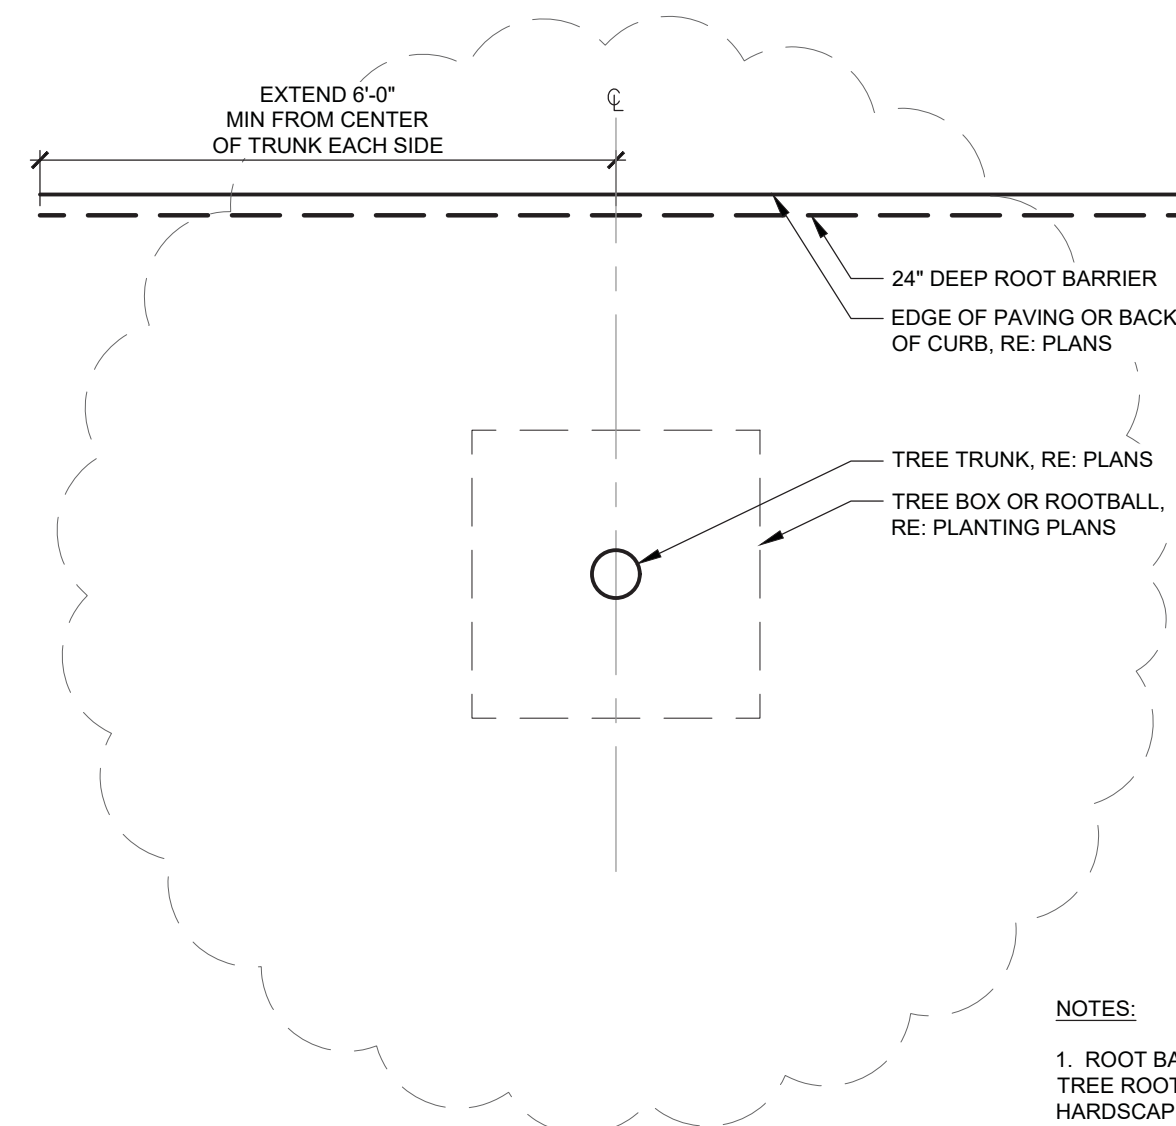 EXTEND 6'-0"
MIN FROM CENTER
OF TRUNK EACH SIDE
℄
24" DEEP ROOT BARRIER
EDGE OF PAVING OR BACK
OF CURB, RE: PLANS
TREE TRUNK, RE: PLANS
TREE BOX OR ROOTBALL,
RE: PLANTING PLANS
NOTES:
1. ROOT BA
TREE ROOT
HARDSCAP